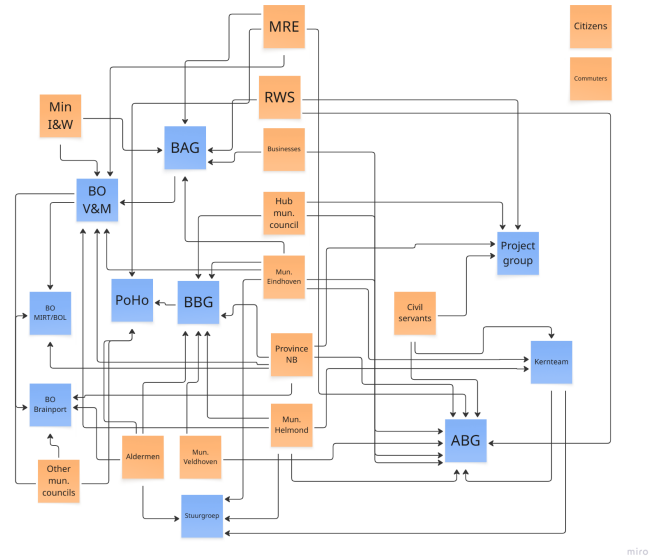 MRE
Citizens
Commuters
RWS
Min
I&W
BAG
Businesses
BO
V&M
Hub
mun.
council
Project
group
Mun.
Eindhoven
PoHo
BBG
BO
MIRT/BOL
Civil
servants
Province
NB
Kernteam
BO
Brainport
Mun.
Helmond
ABG
Aldermen
Mun.
Veldhoven
Other
mun.
councils
Stuurgroep
miro